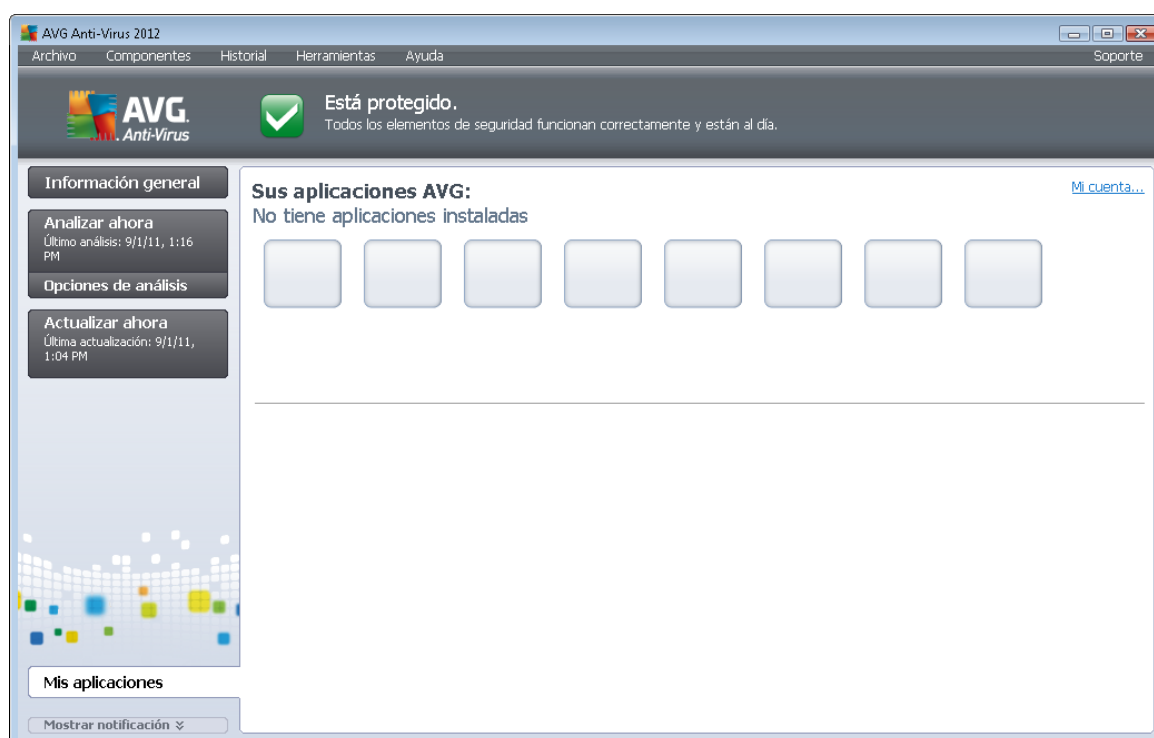 AVG Anti-Virus 2012
Archivo Componentes Historial Herramientas Ayuda Soporte
AVG.
Anti-Virus
Está protegido.
Todos los elementos de seguridad funcionan correctamente y están al día.
Información general
Analizar ahora
Último análisis: 9/1/11, 1:16
PM
Opciones de análisis
Actualizar ahora
Última actualización: 9/1/11,
1:04 PM
Sus aplicaciones AVG:
Mi cuenta...
No tiene aplicaciones instaladas
Mis aplicaciones
Mostrar notificación